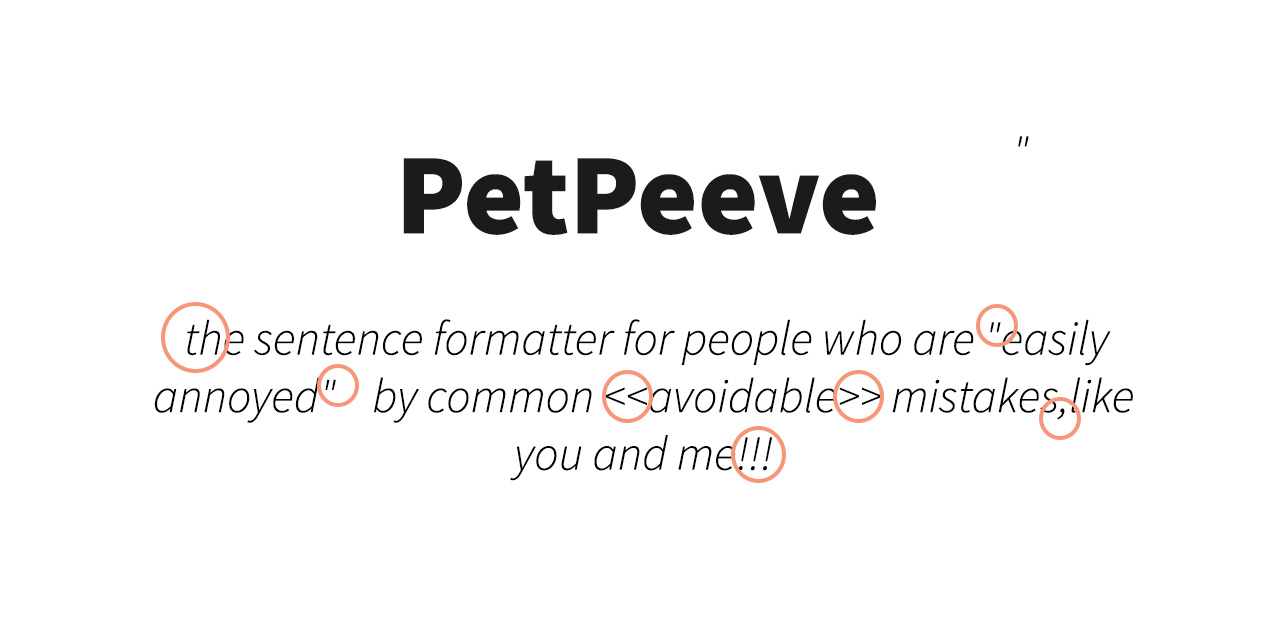 "
PetPeeve
the sentence formatter for people who are "easily
annoyed"  by common <<avoidable>> mistakes,like
you and me!!!